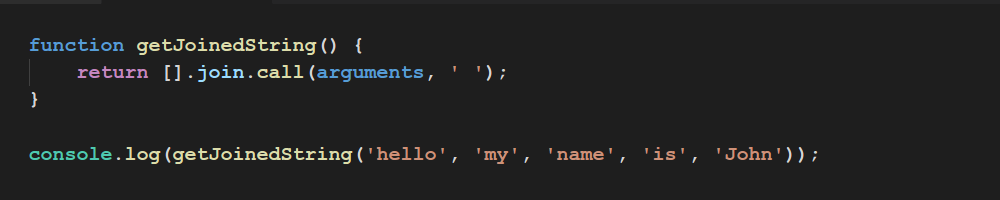 function getJoinedString() {
    return [].join.call(arguments, ' ');
}
console.log(getJoinedString('hello', 'my', 'name', 'is', 'John'));